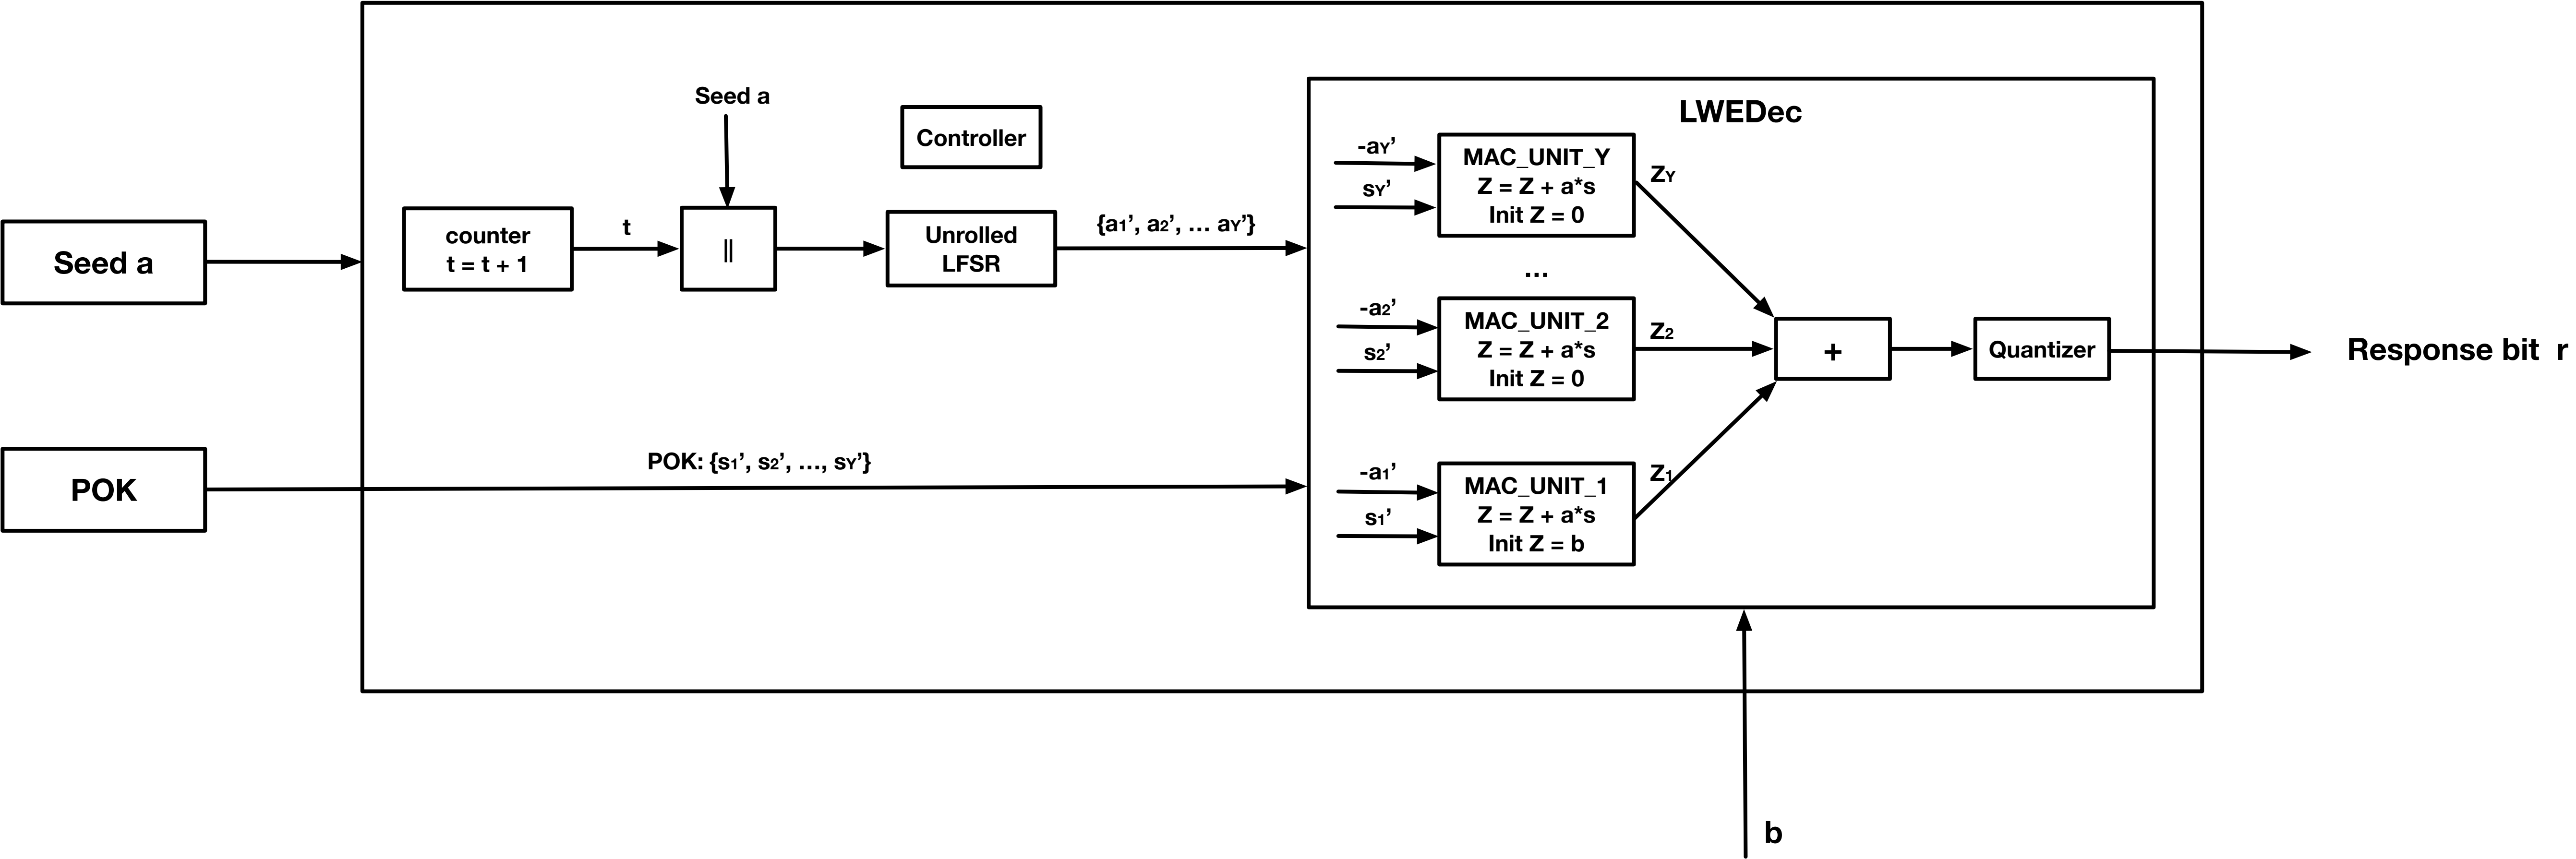 Seed a
POK
Seed a
Controller
counter
t = t + 1
t
||
Unrolled
LFSR
{a1’, a2’, ... aY’}
POK: {s1’, s2’, ..., sY’}
LWEDec
-aY’
sY’
MAC_UNIT_Y
Z = Z + a*s
Init Z = 0
ZY
...
-a2’
s2’
MAC_UNIT_2
Z = Z + a*s
Init Z = 0
Z2
-a1’
s1’
MAC_UNIT_1
Z = Z + a*s
Init Z = b
Z1
+
Quantizer
Response bit r
b